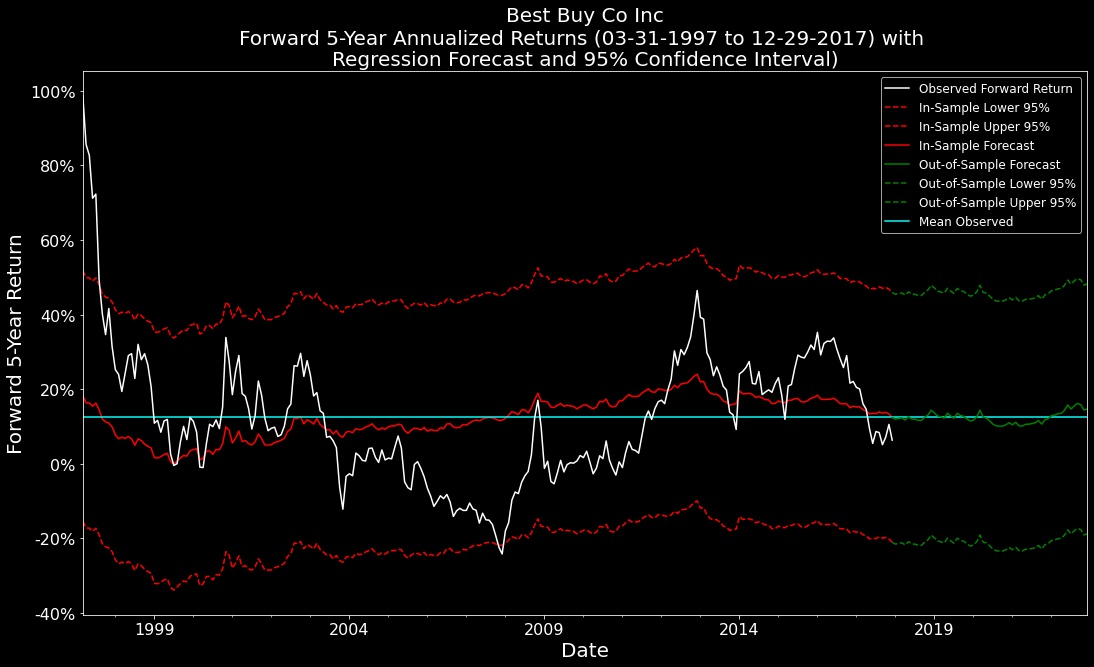 Best Buy Co Inc
Forward 5-Year Annualized Returns (03-31-1997 to 12-29-2017) with
Regression Forecast and 95% Confidence Interval)
Forward 5-Year Return
100%
80%
60%
40%
20%
0%
-20%
-40%
Observed Forward Return
In-Sample Lower 95%
In-Sample Upper 95%
In-Sample Forecast
Out-of-Sample Forecast
Out-of-Sample Lower 95%
Out-of-Sample Upper 95%
Mean Observed
1999 2004 2009 2014 2019
Date